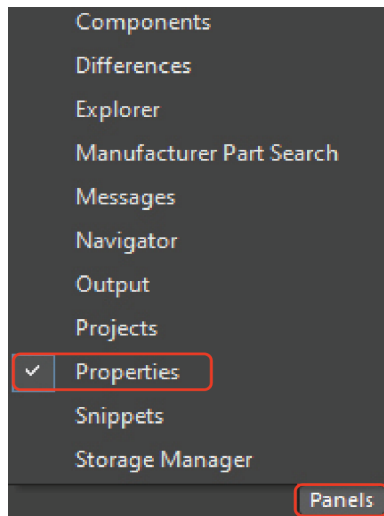 Components
Differences
Explorer
Manufacturer Part Search
Messages
Navigator
Output
Projects
Properties
Snippets
Storage Manager
Panels